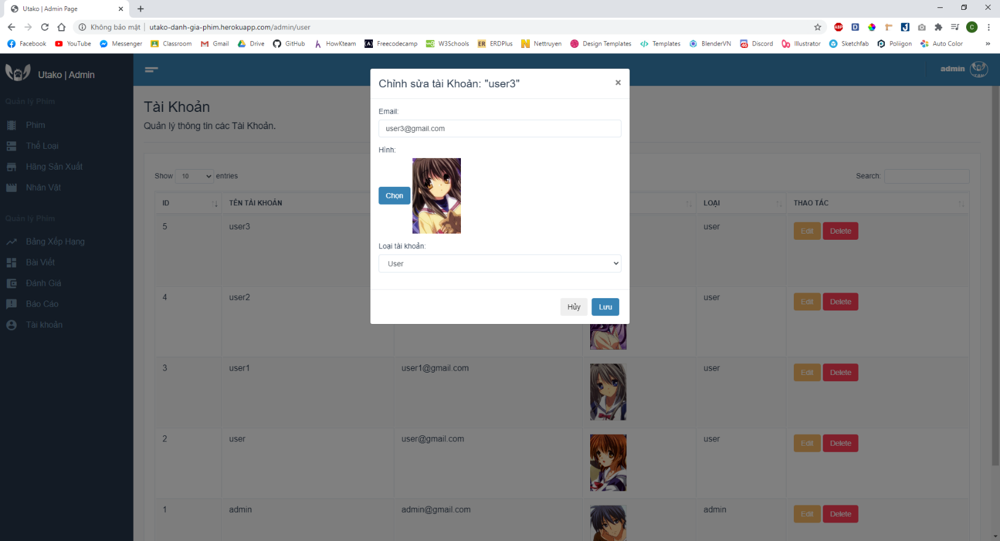 Utako | Admin Page
Không bảo mật | utako-danh-gia-phim.herokuapp.com/admin/user
Facebook YouTube Messenger Classroom Gmail Drive GitHub HowKteam Freecodecamp W3Schools ERDPlus Nettruyen Design Templates Templates BlenderVN Discord Illustrator Sketchfab Poliigon Auto Color »
Utako | Admin
admin
Quản lý Phim
Phim
Thể Loại
Hãng Sản Xuất
Nhân Vật
Quản lý Phim
Bảng Xếp Hạng
Bài Viết
Đánh Giá
Báo Cáo
Tài khoản
Tài Khoản
Quản lý thông tin các Tài Khoản.
Show 10 entries
Search:
ID TÊN TÀI KHOẢN LOẠI THAO TÁC
5 user3 user Edit Delete
4 user2 user Edit Delete
3 user1 user1@gmail.com user Edit Delete
2 user user@gmail.com user Edit Delete
1 admin admin@gmail.com admin Edit Delete
Chỉnh sửa tài Khoản: "user3"
×
Email:
user3@gmail.com
Hình:
Chọn
Loại tài khoản:
User
Hủy Lưu